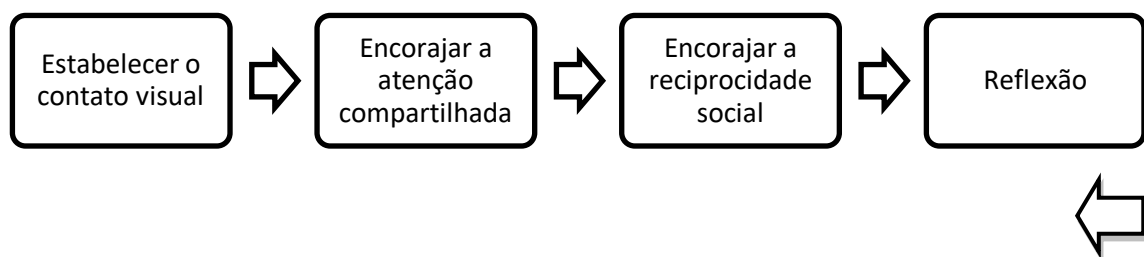 Estabelecer o
contato visual
Encorajar a
atenção
compartilhada
Encorajar a
reciprocidade
social
Reflexão